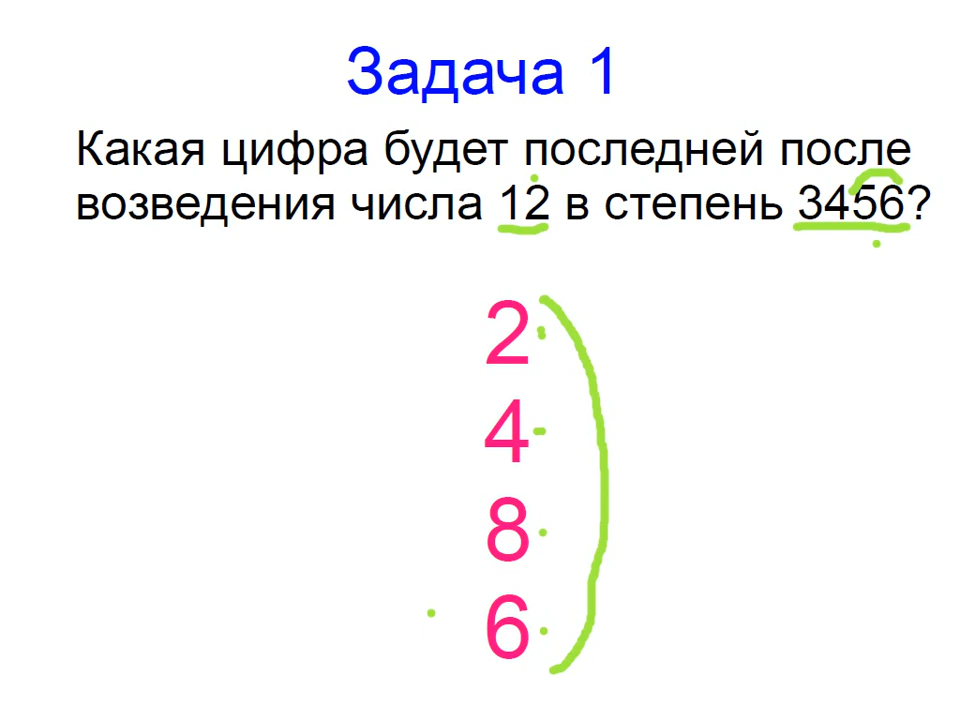 Задача 1
Какая цифра будет последней после
возведения числа 12 в степень 3456?
2
4
8
6